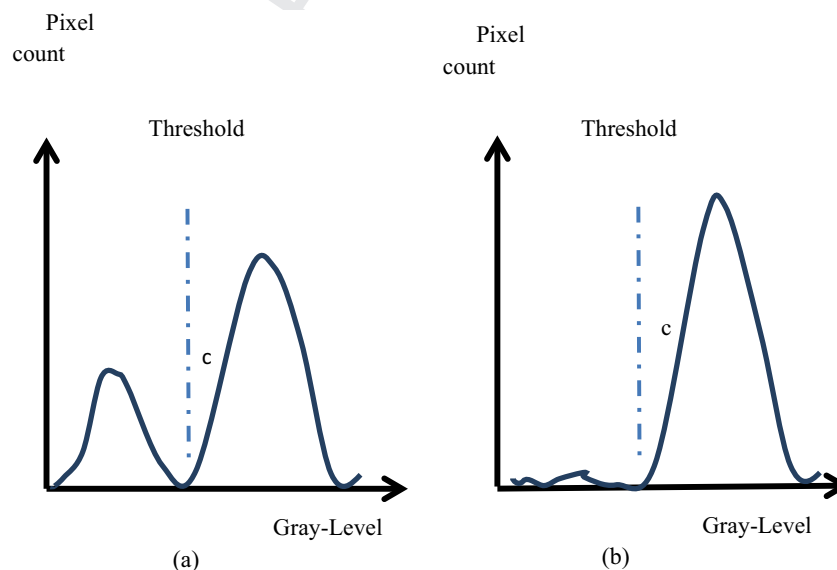 Pixel
count
Threshold
c
Gray-Level
(a)
Pixel
count
Threshold
c
Gray-Level
(b)